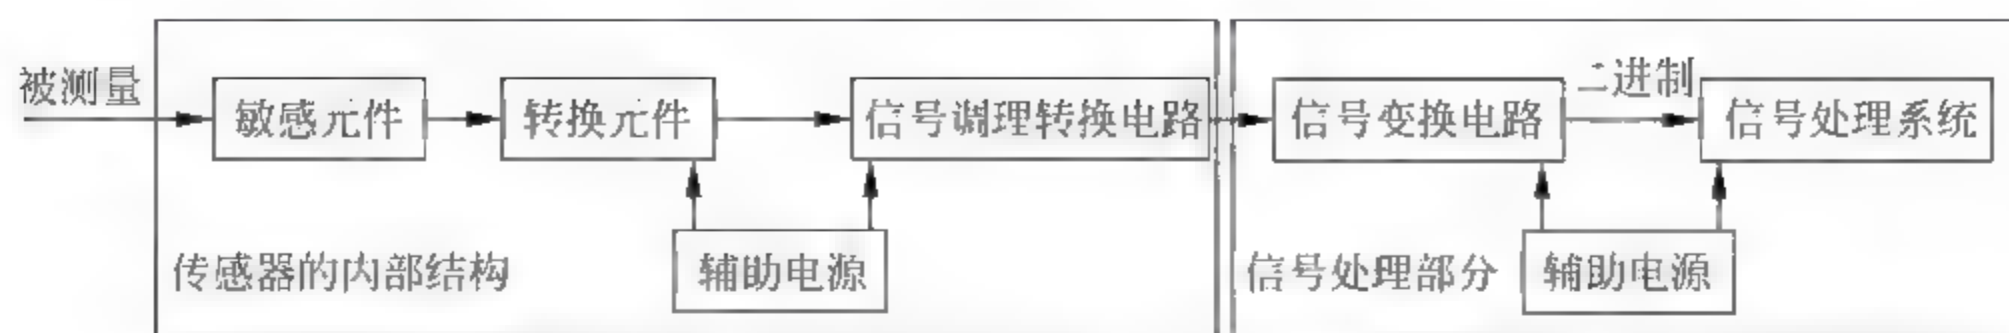 被测量
敏感元件
转换元件
信号调理转换电路
信号变换电路
二进制
信号处理系统
传感器的内部结构
辅助电源
信号处理部分
辅助电源